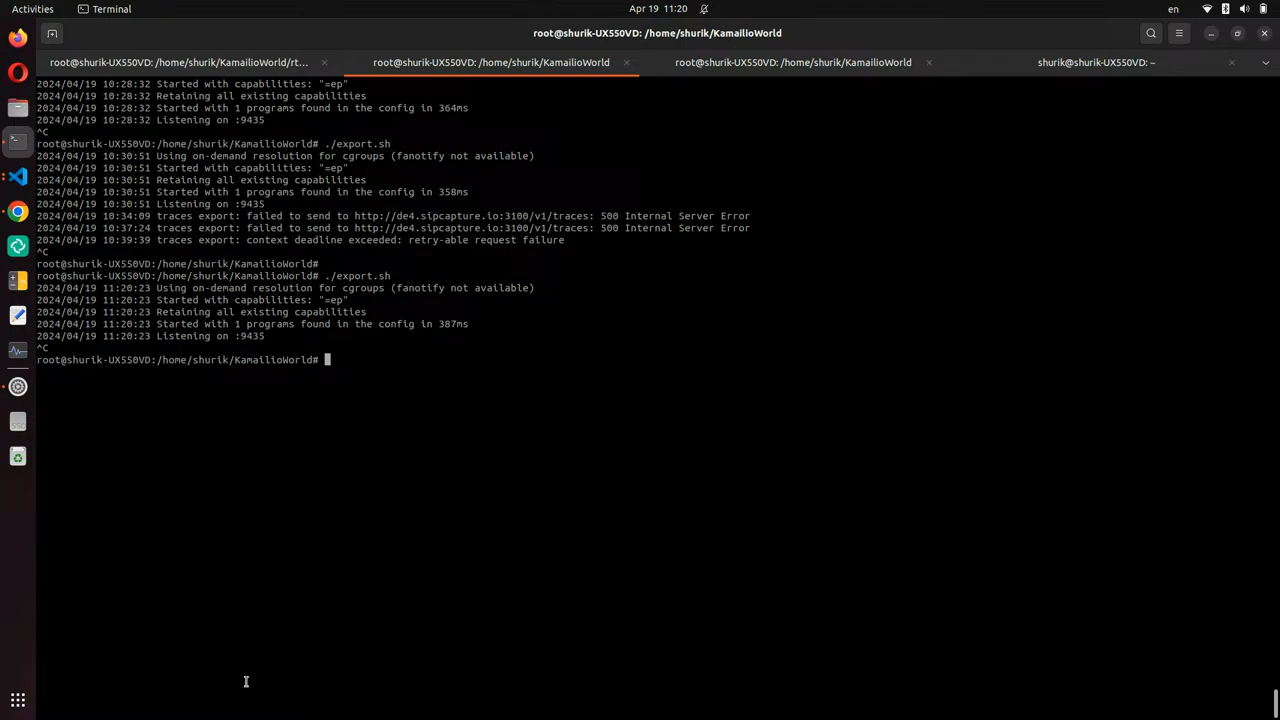 Activities
Terminal
Apr 19 11:20
en
root@shurik-UX550VD: /home/shurik/KamailioWorld
root@shurik-UX550VD: /home/shurik/KamailioWorld/rt...
root@shurik-UX550VD: /home/shurik/KamailioWorld
root@shurik-UX550VD: /home/shurik/KamailioWorld
shurik@shurik-UX550VD: ~
2024/04/19 10:28:32 Started with capabilities: "=ep"
2024/04/19 10:28:32 Retaining all existing capabilities
2024/04/19 10:28:32 Started with 1 programs found in the config in 364ms
2024/04/19 10:28:32 Listening on :9435
^C
root@shurik-UX550VD:/home/shurik/KamailioWorld# ./export.sh
2024/04/19 10:30:51 Using on-demand resolution for cgroups (fanotify not available)
2024/04/19 10:30:51 Started with capabilities: "=ep"
2024/04/19 10:30:51 Retaining all existing capabilities
2024/04/19 10:30:51 Started with 1 programs found in the config in 358ms
2024/04/19 10:30:51 Listening on :9435
2024/04/19 10:34:09 traces export: failed to send to http://de4.sipcapture.io:3100/v1/traces: 500 Internal Server Error
2024/04/19 10:37:24 traces export: failed to send to http://de4.sipcapture.io:3100/v1/traces: 500 Internal Server Error
2024/04/19 10:39:39 traces export: context deadline exceeded: retry-able request failure
^C
root@shurik-UX550VD:/home/shurik/KamailioWorld#
root@shurik-UX550VD:/home/shurik/KamailioWorld# ./export.sh
2024/04/19 11:20:23 Using on-demand resolution for cgroups (fanotify not available)
2024/04/19 11:20:23 Started with capabilities: "=ep"
2024/04/19 11:20:23 Retaining all existing capabilities
2024/04/19 11:20:23 Started with 1 programs found in the config in 387ms
2024/04/19 11:20:23 Listening on :9435
^C
root@shurik-UX550VD:/home/shurik/KamailioWorld#